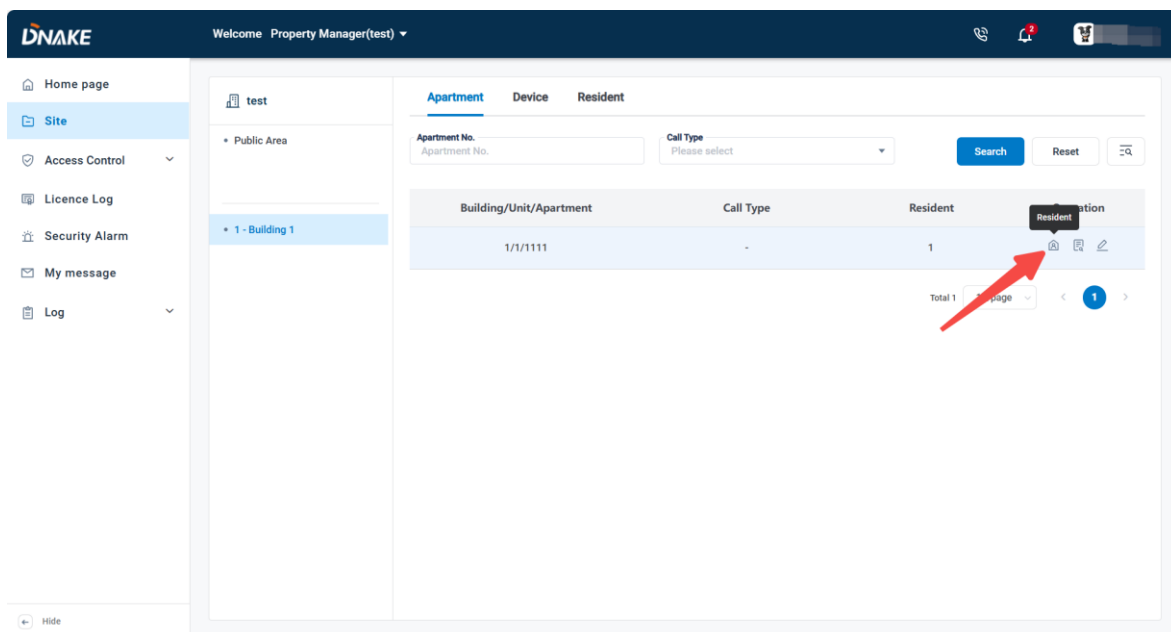 DNAKE
Welcome Property Manager(test)
2
Home page
Site
Access Control
Licence Log
Security Alarm
My message
Log
Hide
test
Public Area
1 - Building 1
Apartment Device Resident
Apartment No.
Apartment No.
Call Type
Please select
Search Reset
Building/Unit/Apartment Call Type Resident ation
Resident
1/1/1111 - 1
Total 1 page 1